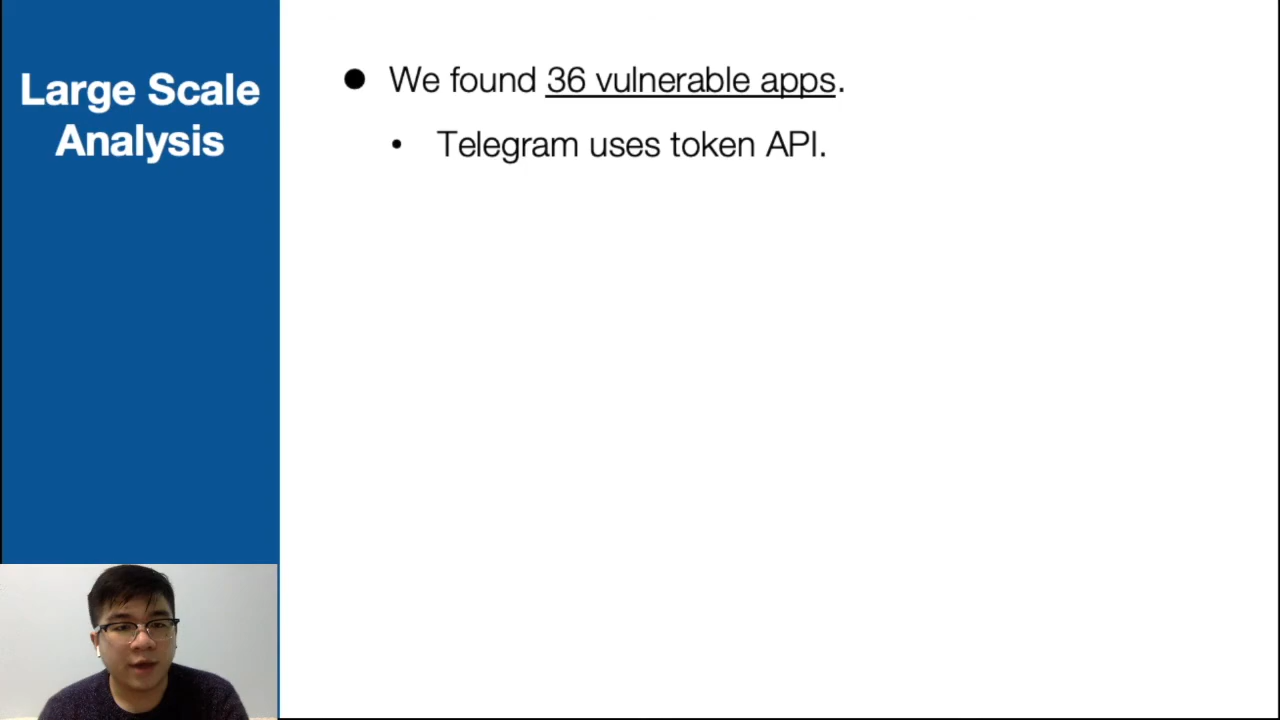 Large Scale
Analysis
● We found 36 vulnerable apps.
• Telegram uses token API.